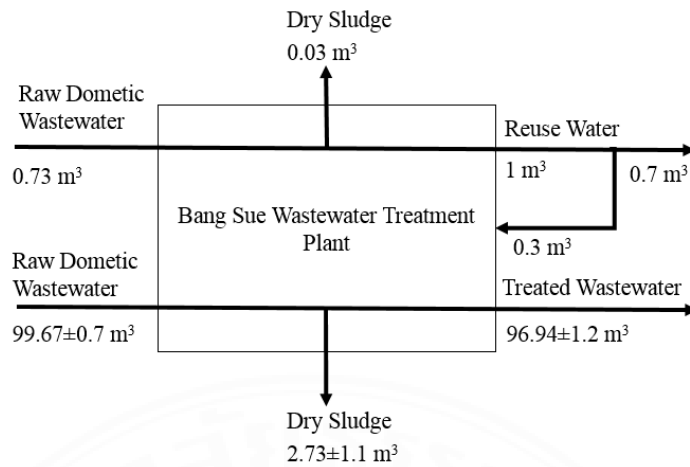 Dry Sludge
0.03 m³
Raw Dometic
Wastewater
0.73 m³
Reuse Water
1 m³
0.7 m³
0.3 m³
Bang Sue Wastewater Treatment
Plant
Raw Dometic
Wastewater
99.67±0.7 m³
Treated Wastewater
96.94±1.2 m³
Dry Sludge
2.73±1.1 m³